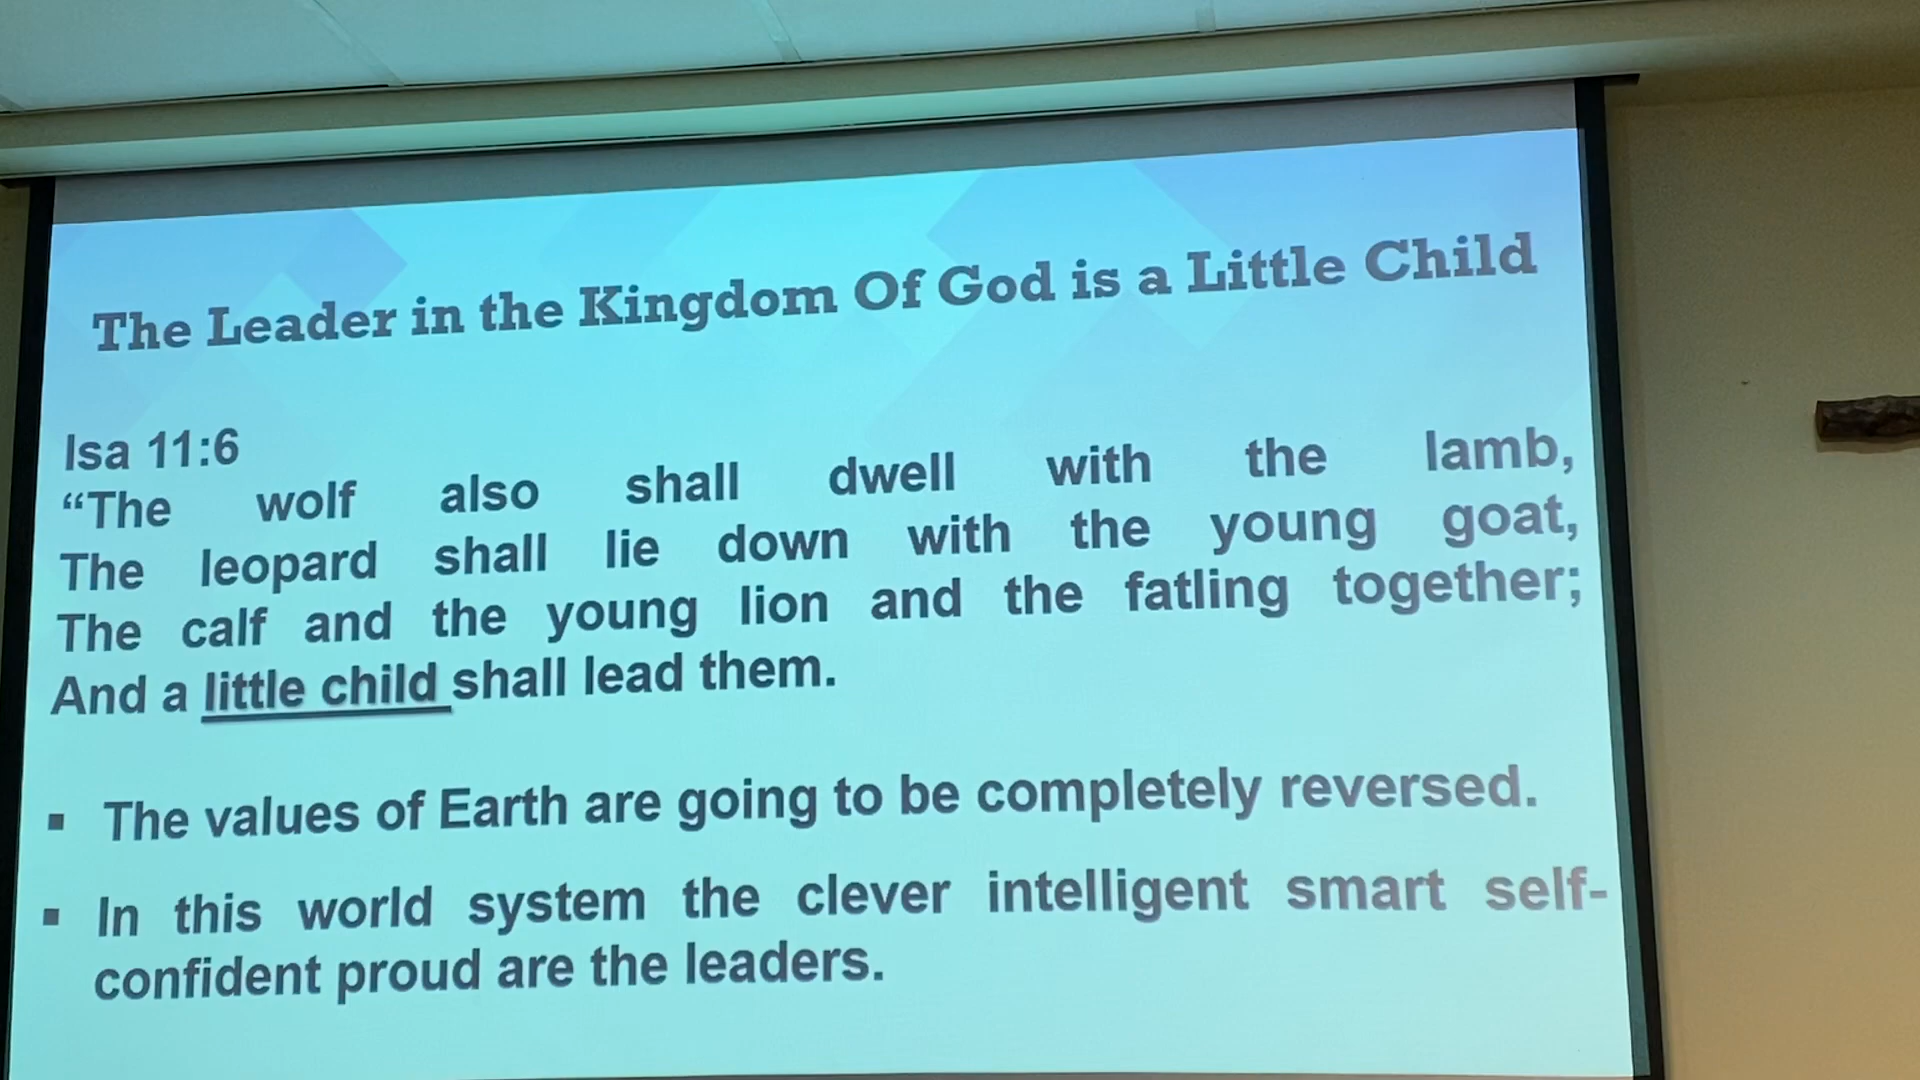 The Leader in the Kingdom Of God is a Little Child
Isa 11:6
“The wolf also shall dwell with the lamb,
The leopard shall lie down with the young goat,
The calf and the young lion and the fatling together;
And a little child shall lead them.
▪ The values of Earth are going to be completely reversed.
▪ In this world system the clever intelligent smart self-
confident proud are the leaders.